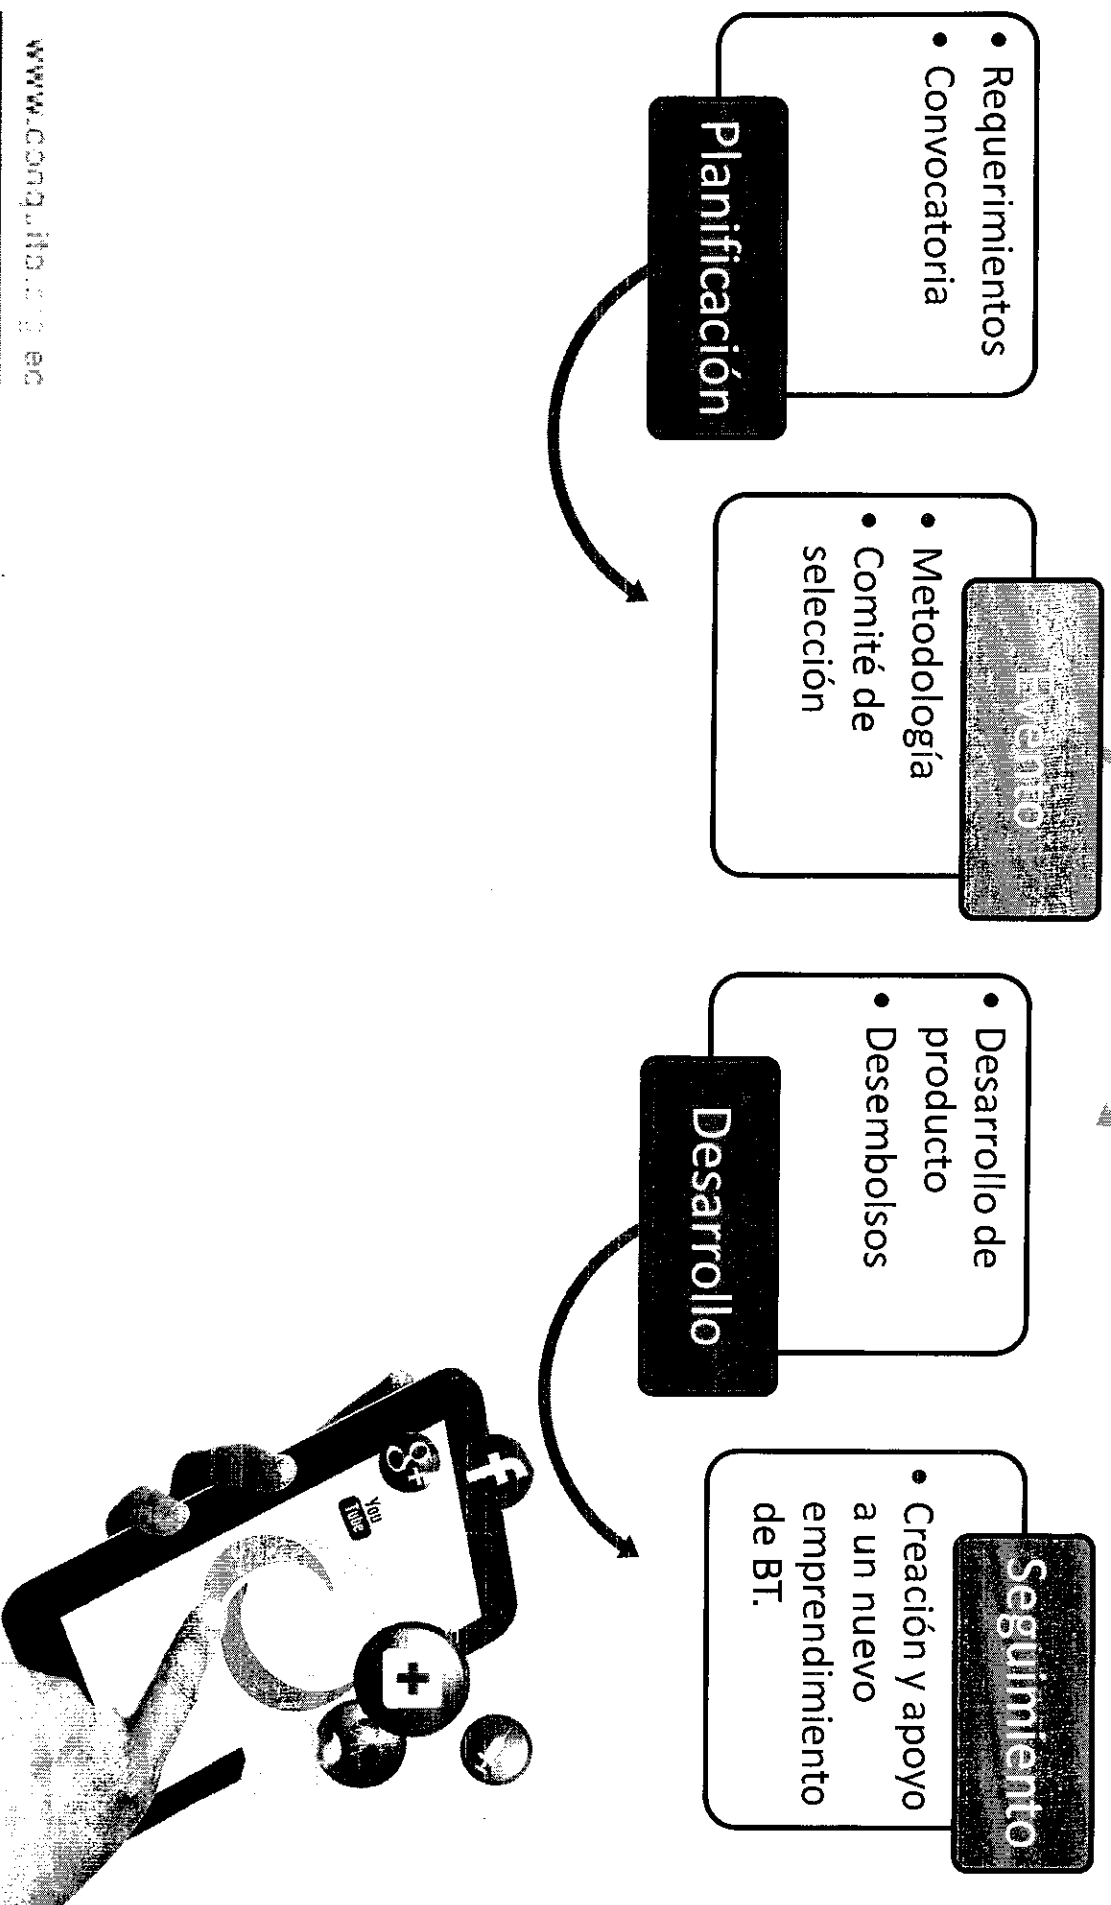 Requerimientos
Convocatoria
Planificación
Evento
Metodología
Comité de
selección
Desarrollo de
producto
Desembolsos
Desarrollo
Seguimiento
Creación y apoyo
a un nuevo
emprendimiento
de BT.
f
g+
You
Tube
+